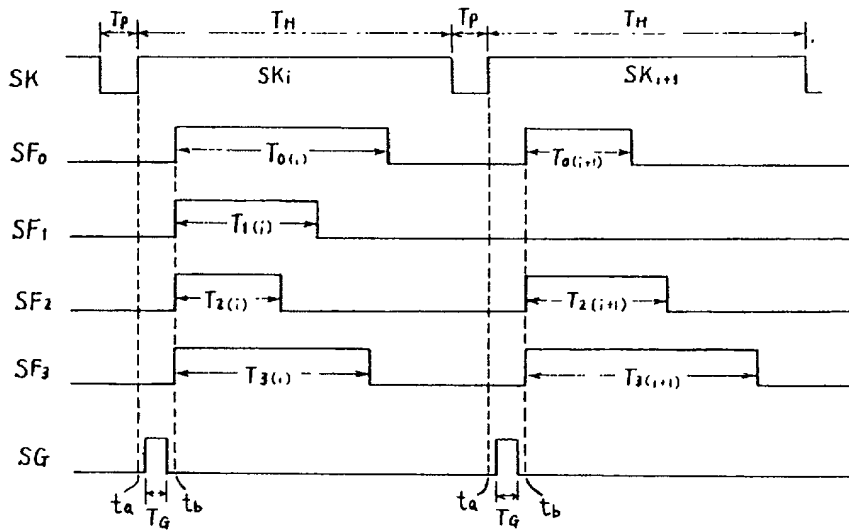 TP TH TP TH
SK SKi SKi+1
SF0 T0(i) T0(i+1)
SF1 T1(i)
SF2 T2(i) T2(i+1)
SF3 T3(i) T3(i+1)
SG
ta TG tb ta TG tb